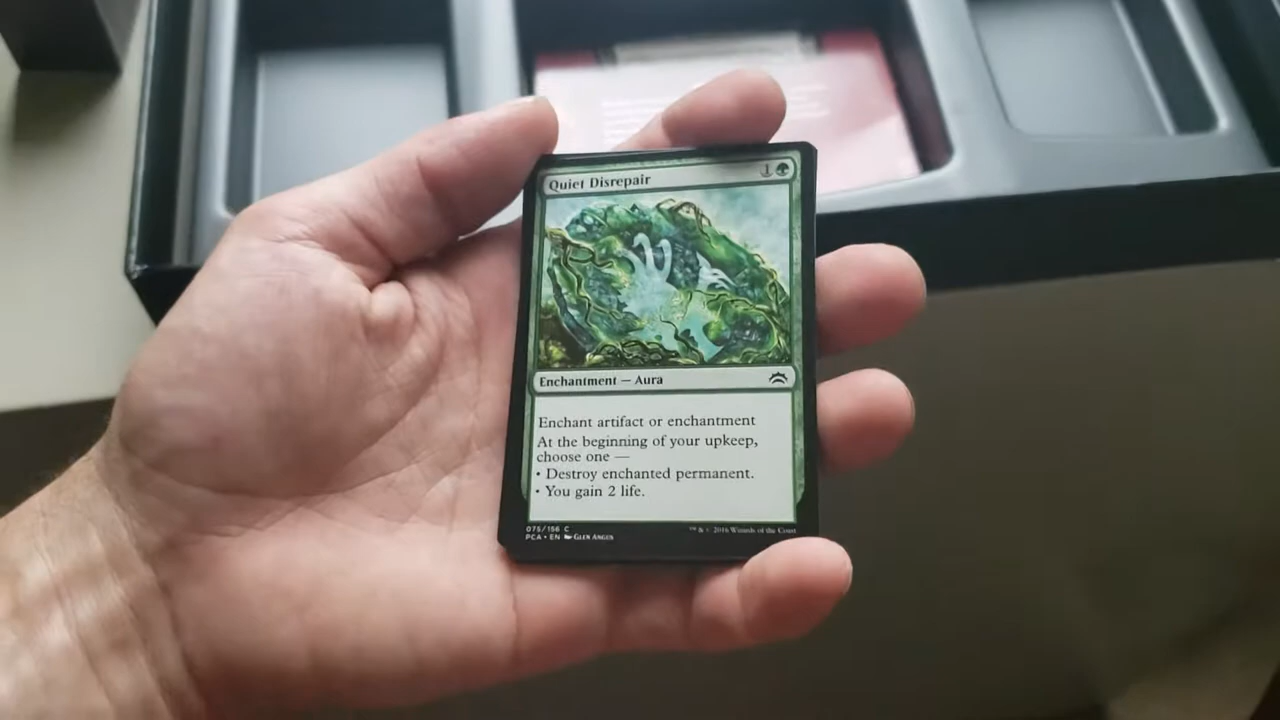 Quiet Disrepair 1
Enchantment — Aura
Enchant artifact or enchantment
At the beginning of your upkeep,
choose one —
• Destroy enchanted permanent.
• You gain 2 life.
075/156 C
PCA • EN Glen Angus
™ & © 2016 Wizards of the Coast